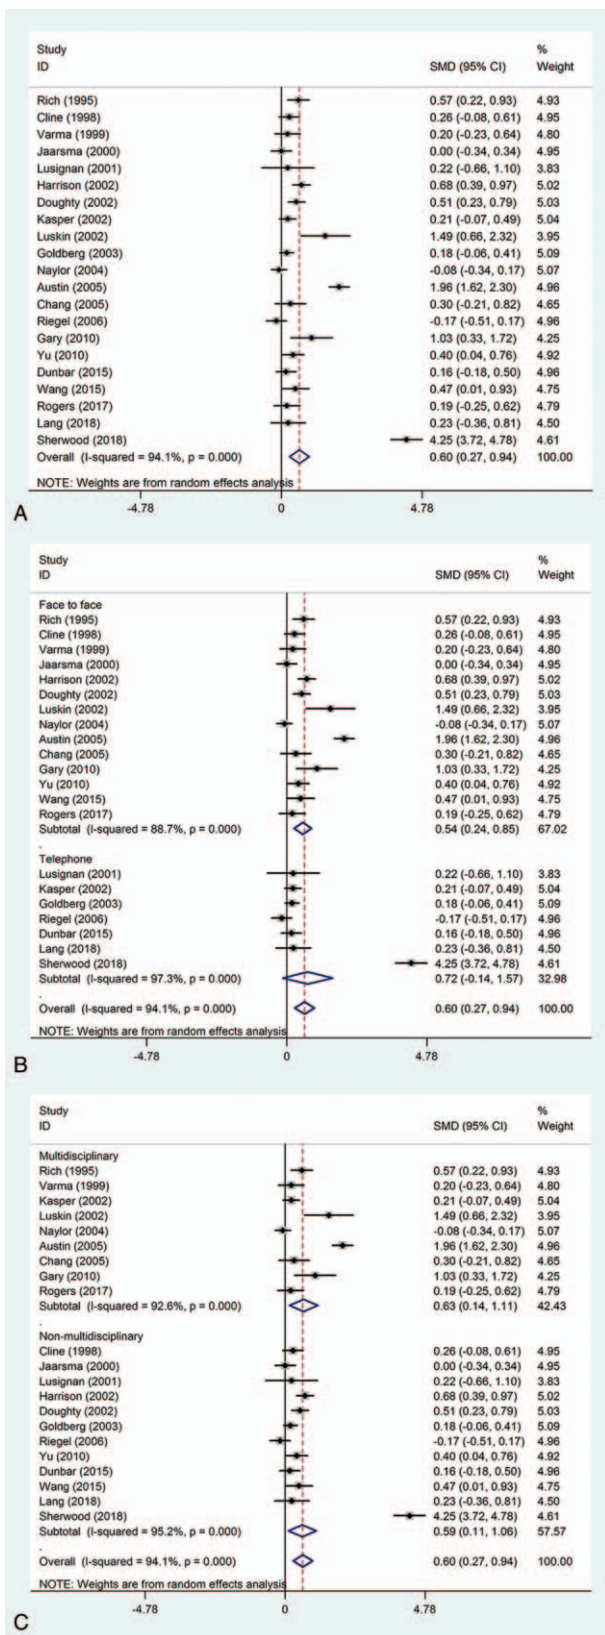 Study %
ID SMD (95% CI) Weight
Rich (1995) 0.57 (0.22, 0.93) 4.93
Cline (1998) 0.26 (-0.08, 0.61) 4.95
Varma (1999) 0.20 (-0.23, 0.64) 4.80
Jaarsma (2000) 0.00 (-0.34, 0.34) 4.95
Lusignan (2001) 0.22 (-0.66, 1.10) 3.83
Harrison (2002) 0.68 (0.39, 0.97) 5.02
Doughty (2002) 0.51 (0.23, 0.79) 5.03
Kasper (2002) 0.21 (-0.07, 0.49) 5.04
Luskin (2002) 1.49 (0.66, 2.32) 3.95
Goldberg (2003) 0.18 (-0.06, 0.41) 5.09
Naylor (2004) -0.08 (-0.34, 0.17) 5.07
Austin (2005) 1.96 (1.62, 2.30) 4.96
Chang (2005) 0.30 (-0.21, 0.82) 4.65
Riegel (2006) -0.17 (-0.51, 0.17) 4.96
Gary (2010) 1.03 (0.33, 1.72) 4.25
Yu (2010) 0.40 (0.04, 0.76) 4.92
Dunbar (2015) 0.16 (-0.18, 0.50) 4.96
Wang (2015) 0.47 (0.01, 0.93) 4.75
Rogers (2017) 0.19 (-0.25, 0.62) 4.79
Lang (2018) 0.23 (-0.36, 0.81) 4.50
Sherwood (2018) 4.25 (3.72, 4.78) 4.61
Overall (I-squared = 94.1%, p = 0.000) 0.60 (0.27, 0.94) 100.00
NOTE: Weights are from random effects analysis
A
-4.78 0 4.78
Study %
ID SMD (95% CI) Weight
Face to face
Rich (1995) 0.57 (0.22, 0.93) 4.93
Cline (1998) 0.26 (-0.08, 0.61) 4.95
Varma (1999) 0.20 (-0.23, 0.64) 4.80
Jaarsma (2000) 0.00 (-0.34, 0.34) 4.95
Harrison (2002) 0.68 (0.39, 0.97) 5.02
Doughty (2002) 0.51 (0.23, 0.79) 5.03
Luskin (2002) 1.49 (0.66, 2.32) 3.95
Naylor (2004) -0.08 (-0.34, 0.17) 5.07
Austin (2005) 1.96 (1.62, 2.30) 4.96
Chang (2005) 0.30 (-0.21, 0.82) 4.65
Gary (2010) 1.03 (0.33, 1.72) 4.25
Yu (2010) 0.40 (0.04, 0.76) 4.92
Wang (2015) 0.47 (0.01, 0.93) 4.75
Rogers (2017) 0.19 (-0.25, 0.62) 4.79
Subtotal (I-squared = 88.7%, p = 0.000) 0.54 (0.24, 0.85) 67.02
.
Telephone
Lusignan (2001) 0.22 (-0.66, 1.10) 3.83
Kasper (2002) 0.21 (-0.07, 0.49) 5.04
Goldberg (2003) 0.18 (-0.06, 0.41) 5.09
Riegel (2006) -0.17 (-0.51, 0.17) 4.96
Dunbar (2015) 0.16 (-0.18, 0.50) 4.96
Lang (2018) 0.23 (-0.36, 0.81) 4.50
Sherwood (2018) 4.25 (3.72, 4.78) 4.61
Subtotal (I-squared = 97.3%, p = 0.000) 0.72 (-0.14, 1.57) 32.98
.
Overall (I-squared = 94.1%, p = 0.000) 0.60 (0.27, 0.94) 100.00
NOTE: Weights are from random effects analysis
B
-4.78 0 4.78
Study %
ID SMD (95% CI) Weight
Multidisciplinary
Rich (1995) 0.57 (0.22, 0.93) 4.93
Varma (1999) 0.20 (-0.23, 0.64) 4.80
Kasper (2002) 0.21 (-0.07, 0.49) 5.04
Luskin (2002) 1.49 (0.66, 2.32) 3.95
Naylor (2004) -0.08 (-0.34, 0.17) 5.07
Austin (2005) 1.96 (1.62, 2.30) 4.96
Chang (2005) 0.30 (-0.21, 0.82) 4.65
Gary (2010) 1.03 (0.33, 1.72) 4.25
Rogers (2017) 0.19 (-0.25, 0.62) 4.79
Subtotal (I-squared = 92.6%, p = 0.000) 0.63 (0.14, 1.11) 42.43
.
Non-multidisciplinary
Cline (1998) 0.26 (-0.08, 0.61) 4.95
Jaarsma (2000) 0.00 (-0.34, 0.34) 4.95
Lusignan (2001) 0.22 (-0.66, 1.10) 3.83
Harrison (2002) 0.68 (0.39, 0.97) 5.02
Doughty (2002) 0.51 (0.23, 0.79) 5.03
Goldberg (2003) 0.18 (-0.06, 0.41) 5.09
Riegel (2006) -0.17 (-0.51, 0.17) 4.96
Yu (2010) 0.40 (0.04, 0.76) 4.92
Dunbar (2015) 0.16 (-0.18, 0.50) 4.96
Wang (2015) 0.47 (0.01, 0.93) 4.75
Lang (2018) 0.23 (-0.36, 0.81) 4.50
Sherwood (2018) 4.25 (3.72, 4.78) 4.61
Subtotal (I-squared = 95.2%, p = 0.000) 0.59 (0.11, 1.06) 57.57
.
Overall (I-squared = 94.1%, p = 0.000) 0.60 (0.27, 0.94) 100.00
NOTE: Weights are from random effects analysis
C
-4.78 0 4.78